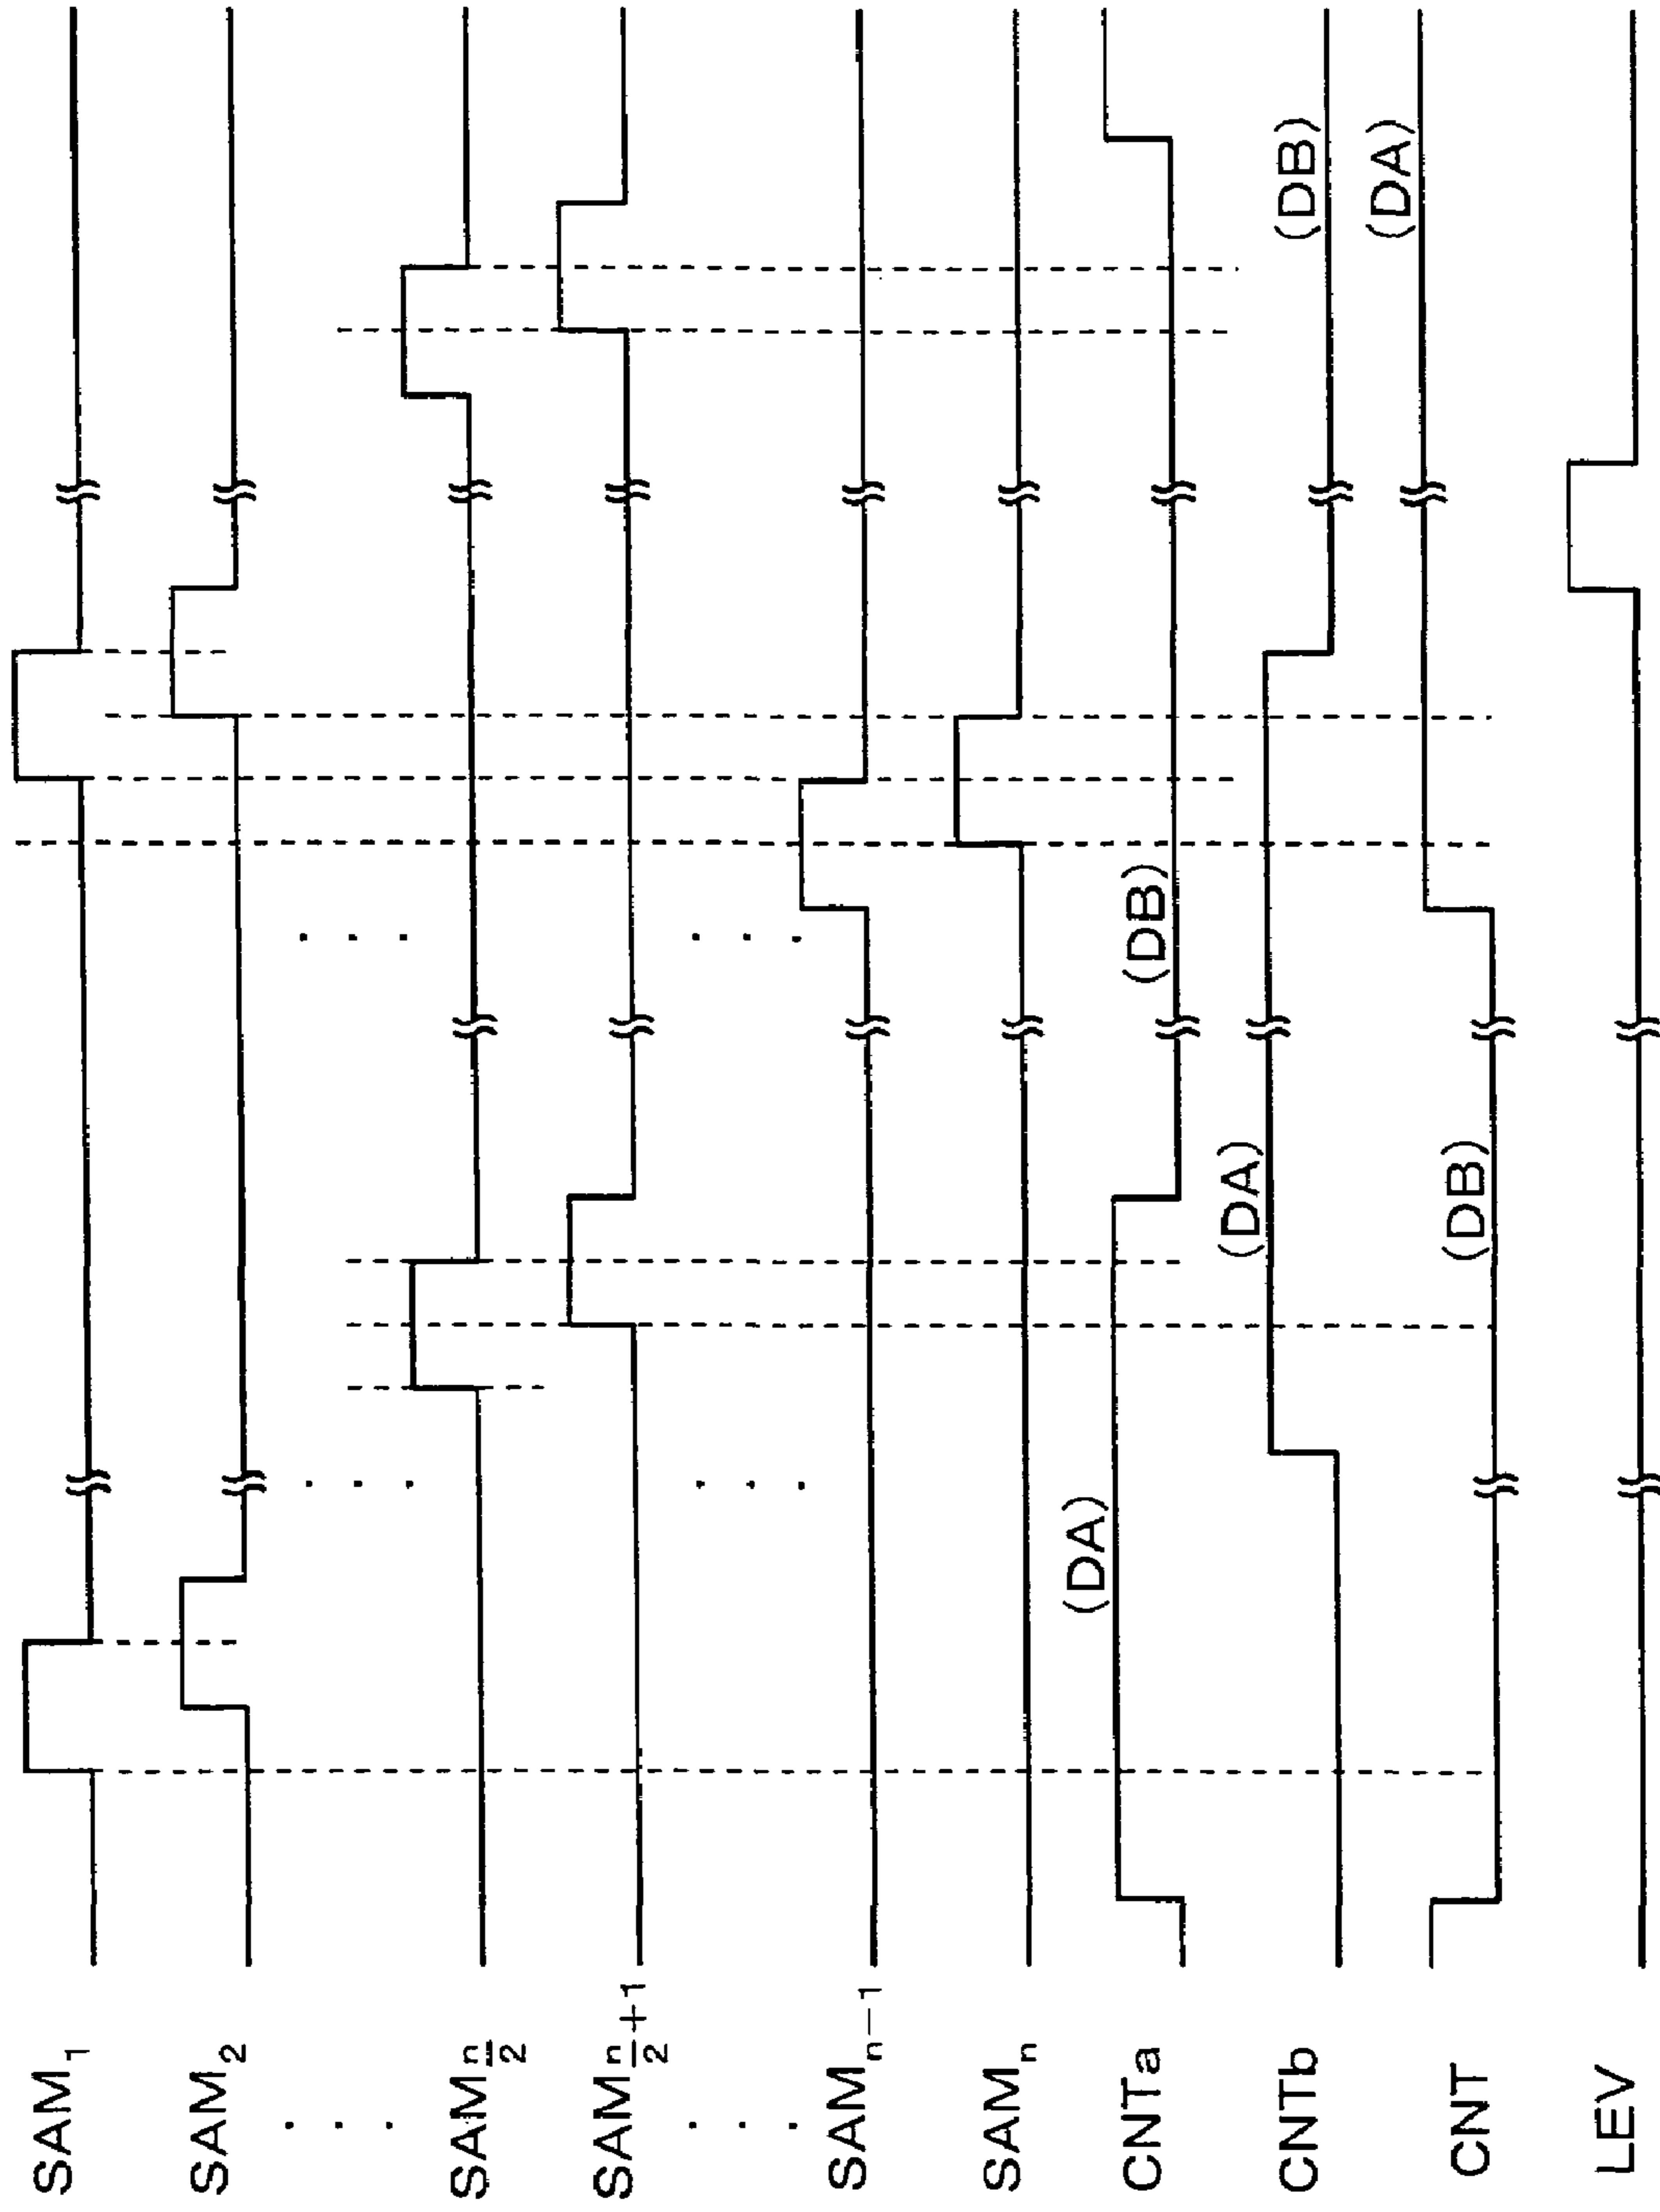 SAM1
SAM2
SAMn/2
SAMn/2+1
SAMn−1
SAMn
CNTa (DA) (DB)
CNTb (DA) (DB)
CNT (DB) (DA)
LEV